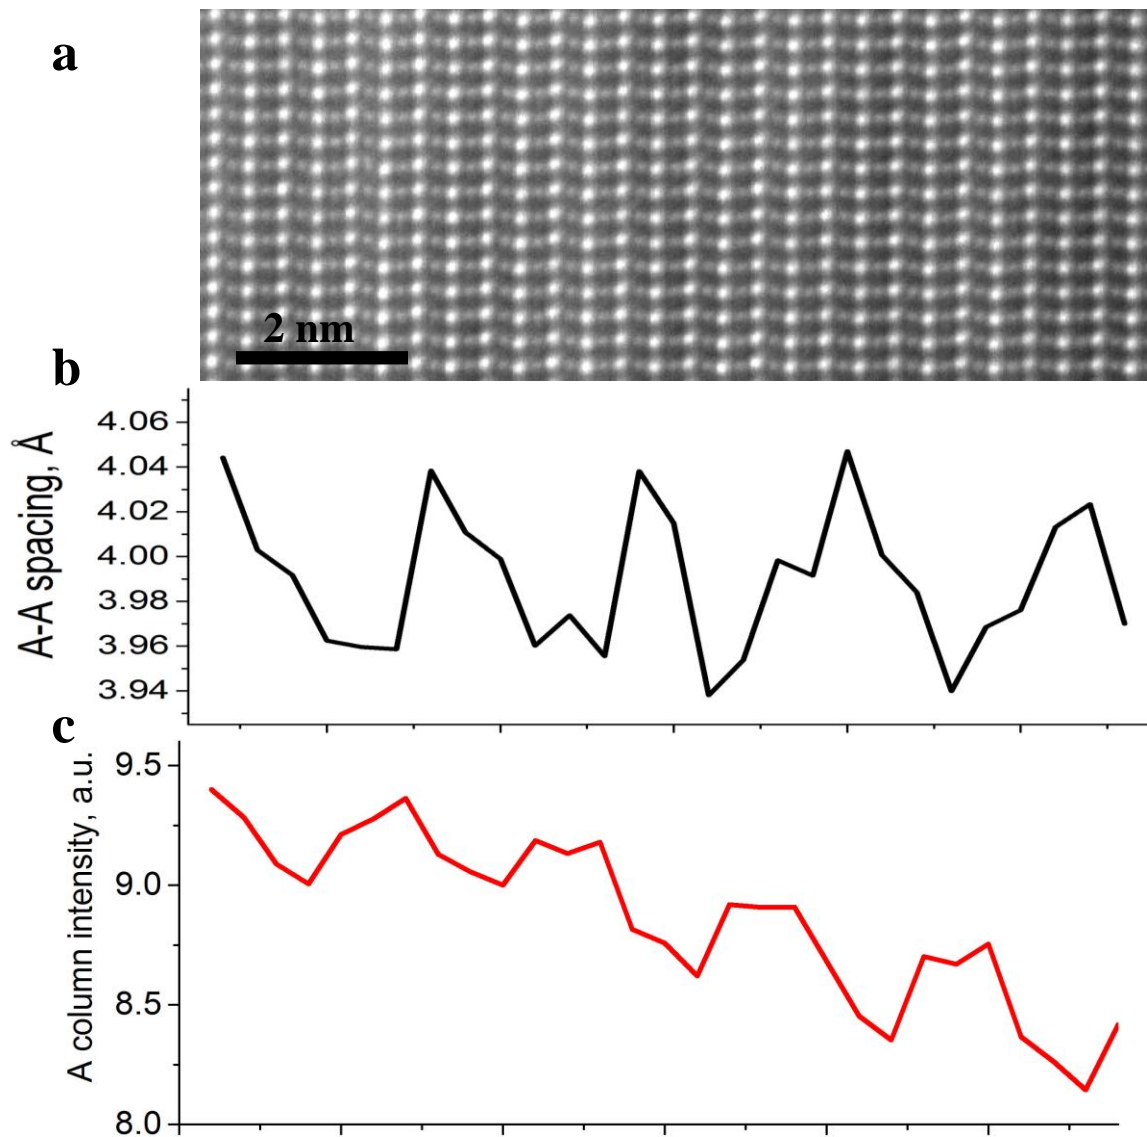 a
2 nm
b
A-A spacing, Å
4.06
4.04
4.02
4.00
3.98
3.96
3.94
c
A column intensity, a.u.
9.5
9.0
8.5
8.0